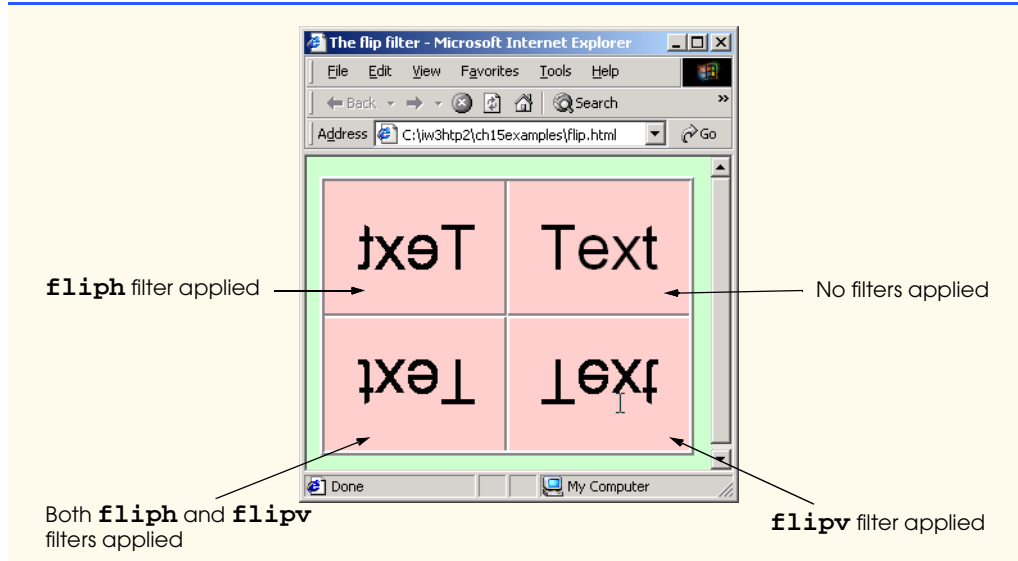 The flip filter - Microsoft Internet Explorer
File Edit View Favorites Tools Help
Back Search »
Address C:\iw3htp2\ch15examples\flip.html Go
Text Text
fliph filter applied
No filters applied
Text Text
Done My Computer
Both fliph and flipv
filters applied
flipv filter applied